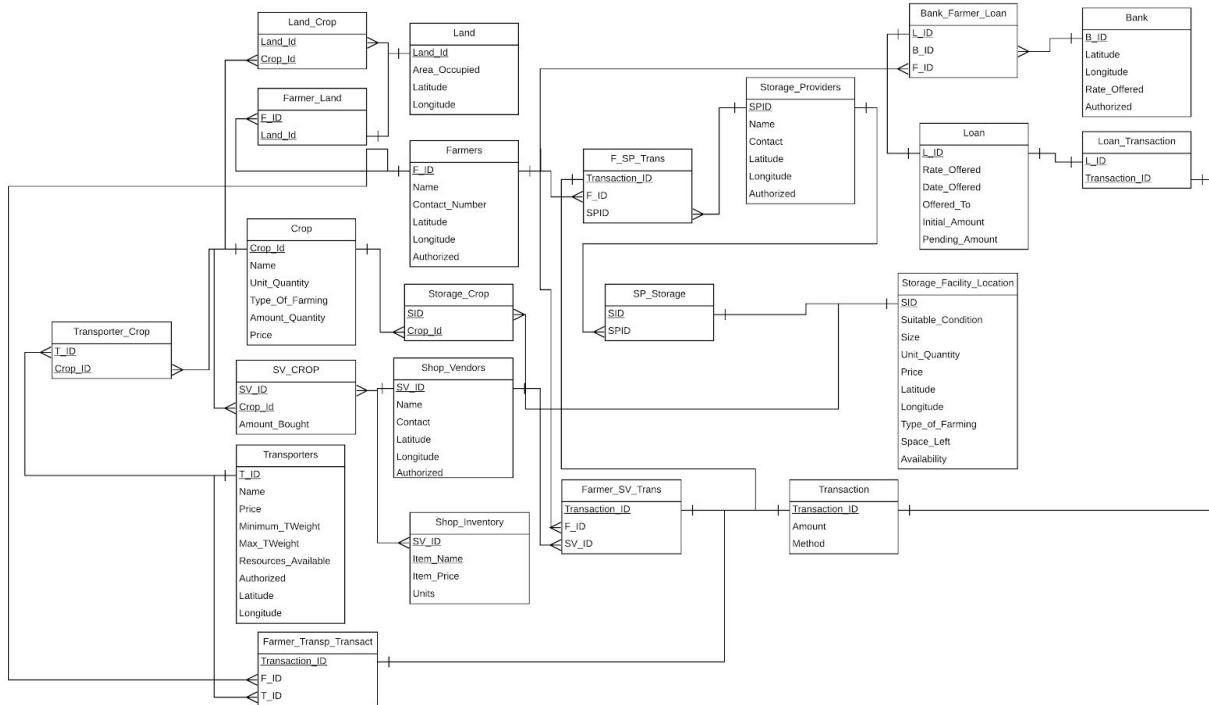 Land_Crop
Land_Id
Crop_Id
Land
Land_Id
Area_Occupied
Latitude
Longitude
Farmer_Land
F_ID
Land_Id
Farmers
F_ID
Name
Contact_Number
Latitude
Longitude
Authorized
Crop
Crop_Id
Name
Unit_Quantity
Type_Of_Farming
Amount_Quantity
Price
Storage_Crop
SID
Crop_Id
Transporter_Crop
T_ID
Crop_ID
SV_CROP
SV_ID
Crop_Id
Amount_Bought
Shop_Vendors
SV_ID
Name
Contact
Latitude
Longitude
Authorized
Transporters
T_ID
Name
Price
Minimum_TWeight
Max_TWeight
Resources_Available
Authorized
Latitude
Longitude
Shop_Inventory
SV_ID
Item_Name
Item_Price
Units
Farmer_Transp_Transact
Transaction_ID
F_ID
T_ID
Bank_Farmer_Loan
L_ID
B_ID
F_ID
Bank
B_ID
Latitude
Longitude
Rate_Offered
Authorized
Storage_Providers
SPID
Name
Contact
Latitude
Longitude
Authorized
F_SP_Trans
Transaction_ID
F_ID
SPID
Loan
L_ID
Rate_Offered
Date_Offered
Offered_To
Initial_Amount
Pending_Amount
Loan_Transaction
L_ID
Transaction_ID
SP_Storage
SID
SPID
Storage_Facility_Location
SID
Suitable_Condition
Size
Unit_Quantity
Price
Latitude
Longitude
Type_of_Farming
Space_Left
Availability
Farmer_SV_Trans
Transaction_ID
F_ID
SV_ID
Transaction
Transaction_ID
Amount
Method